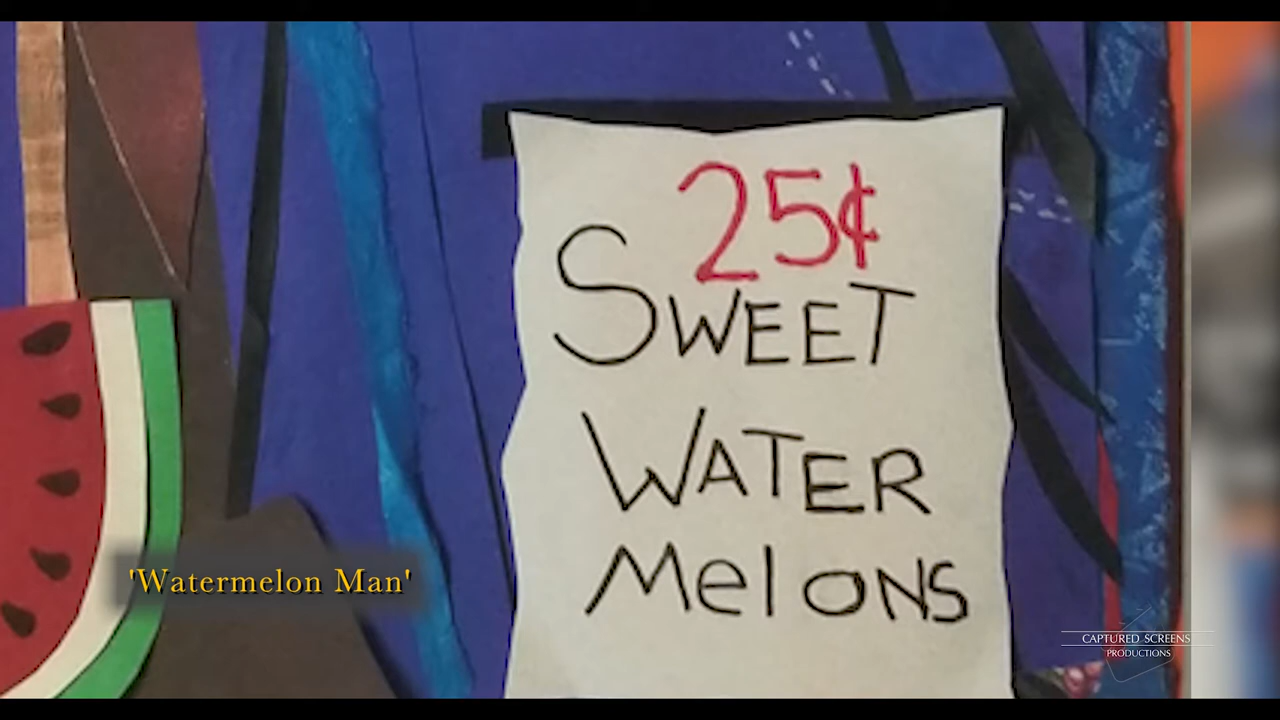 25¢
SWEET
WATER
MelONS
'Watermelon Man'
CAPTURED SCREENS
PRODUCTIONS